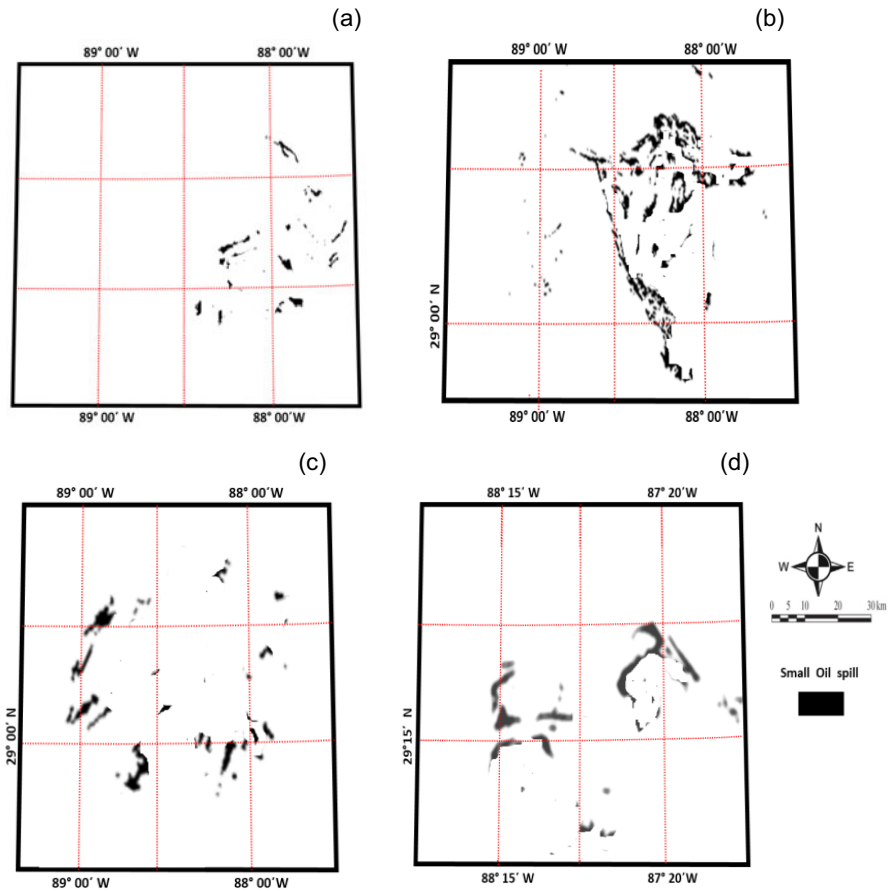 (a)
(b)
89° 00' W
88° 00' W
89° 00' W
88° 00' W
29° 00' N
89° 00' W
88° 00' W
89° 00' W
88° 00' W
(c)
(d)
89° 00' W
88° 00' W
88° 15' W
87° 20'W
N
W
E
S
0 5 10 20 30 km
Small Oil spill
29° 00' N
29° 15' N
89° 00' W
88° 00' W
88° 15' W
87° 20'W